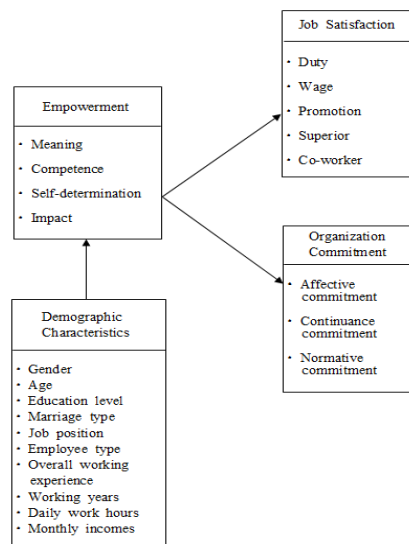 Job Satisfaction
· Duty
· Wage
· Promotion
· Superior
· Co-worker
Empowerment
· Meaning
· Competence
· Self-determination
· Impact
Organization
Commitment
· Affective
commitment
· Continuance
commitment
· Normative
commitment
Demographic
Characteristics
· Gender
· Age
· Education level
· Marriage type
· Job position
· Employee type
· Overall working
experience
· Working years
· Daily work hours
· Monthly incomes